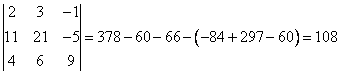 |2 3 −1|
|11 21 −5| = 378 − 60 − 66 − (−84 + 297 − 60) = 108
|4 6 9|